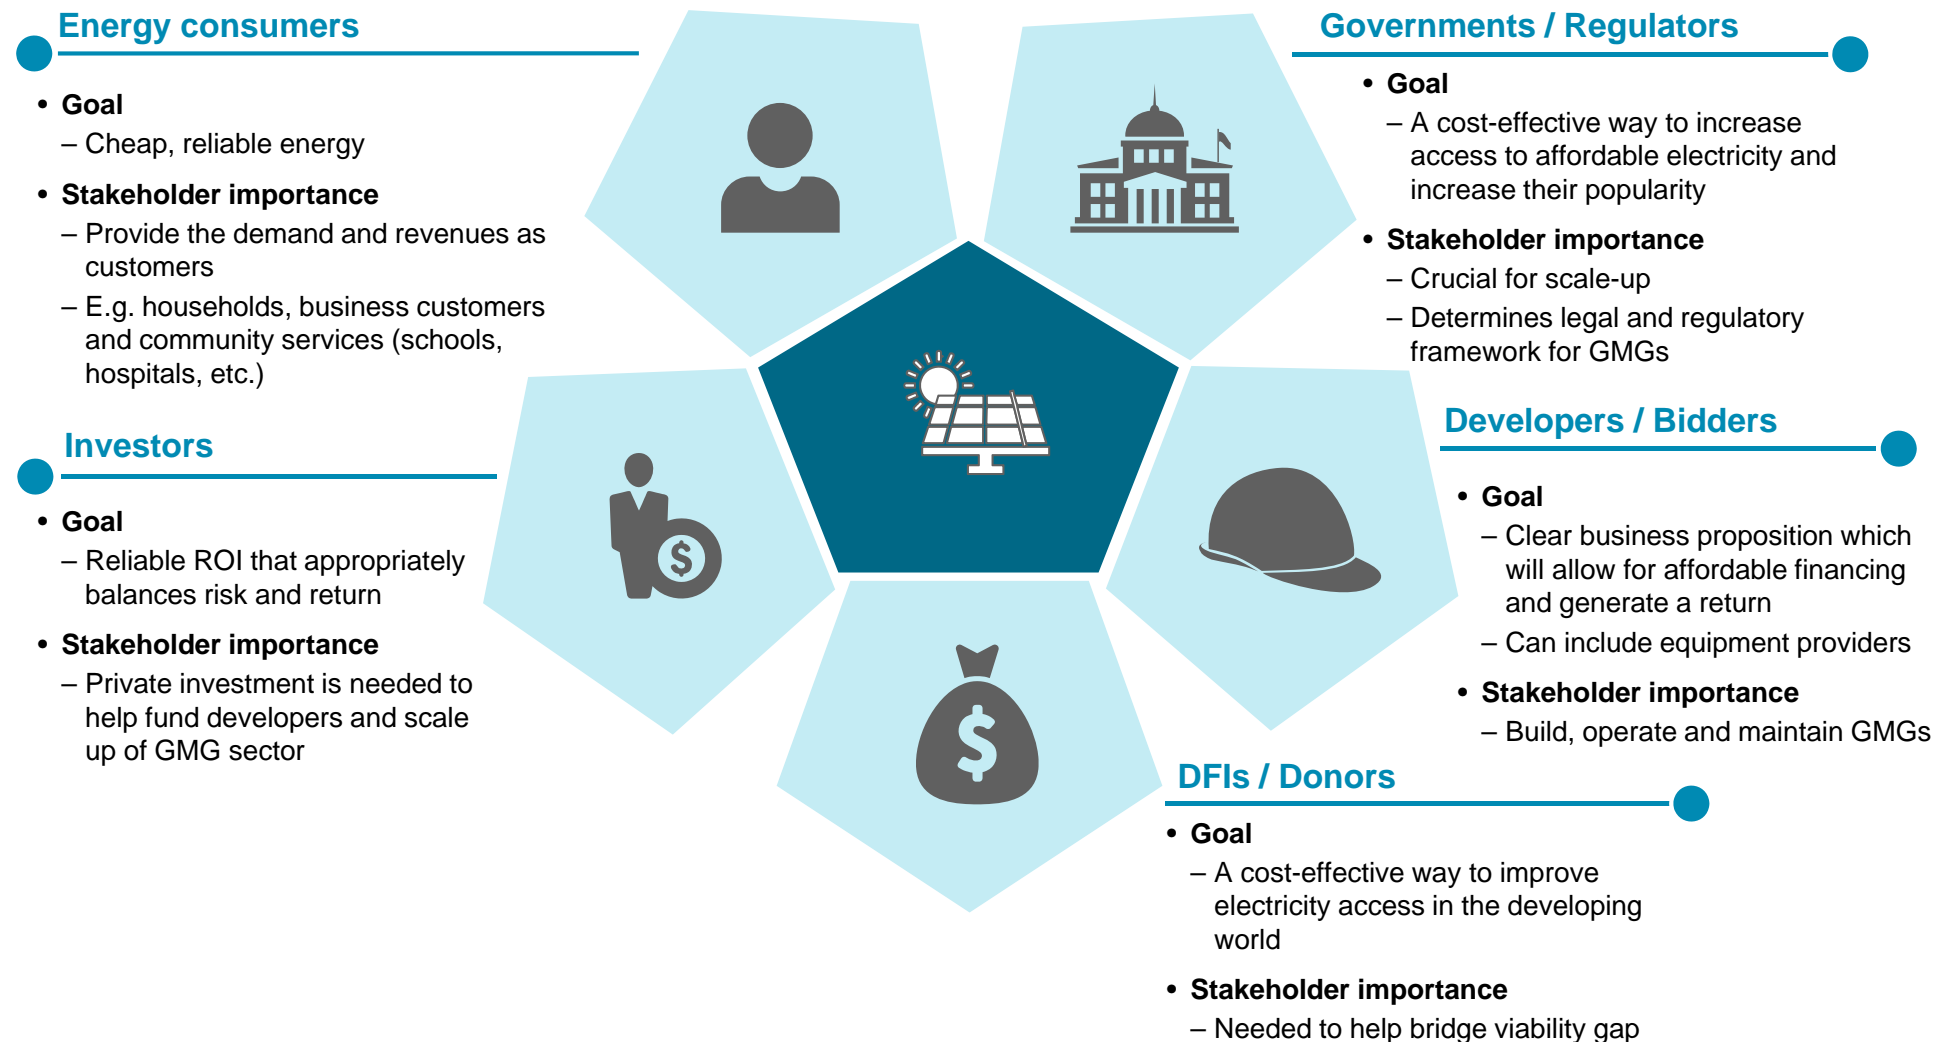 Energy consumers
• Goal
– Cheap, reliable energy
• Stakeholder importance
– Provide the demand and revenues as
customers
– E.g. households, business customers
and community services (schools,
hospitals, etc.)
Governments / Regulators
• Goal
– A cost-effective way to increase
access to affordable electricity and
increase their popularity
• Stakeholder importance
– Crucial for scale-up
– Determines legal and regulatory
framework for GMGs
Investors
• Goal
– Reliable ROI that appropriately
balances risk and return
• Stakeholder importance
– Private investment is needed to
help fund developers and scale
up of GMG sector
$
$
Developers / Bidders
• Goal
– Clear business proposition which
will allow for affordable financing
and generate a return
– Can include equipment providers
• Stakeholder importance
– Build, operate and maintain GMGs
DFIs / Donors
• Goal
– A cost-effective way to improve
electricity access in the developing
world
• Stakeholder importance
– Needed to help bridge viability gap